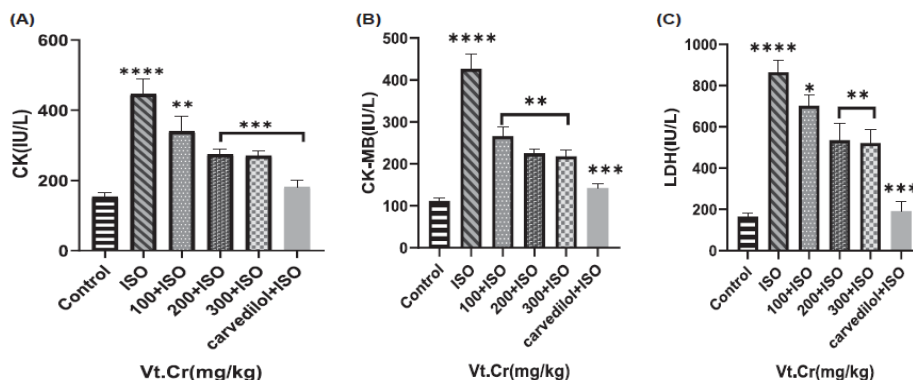 (A)
CK(IU/L)
600
400
200
0
****
**
***
Control
ISO
100+ISO
200+ISO
300+ISO
carvedilol+ISO
Vt.Cr(mg/kg)
(B)
CK-MB(IU/L)
500
400
300
200
100
0
****
**
***
Control
ISO
100+ISO
200+ISO
300+ISO
carvedilol+ISO
Vt.Cr(mg/kg)
(C)
LDH(IU/L)
1000
800
600
400
200
0
****
*
**
***
Control
ISO
100+ISO
200+ISO
300+ISO
carvedilol+ISO
Vt.Cr(mg/kg)